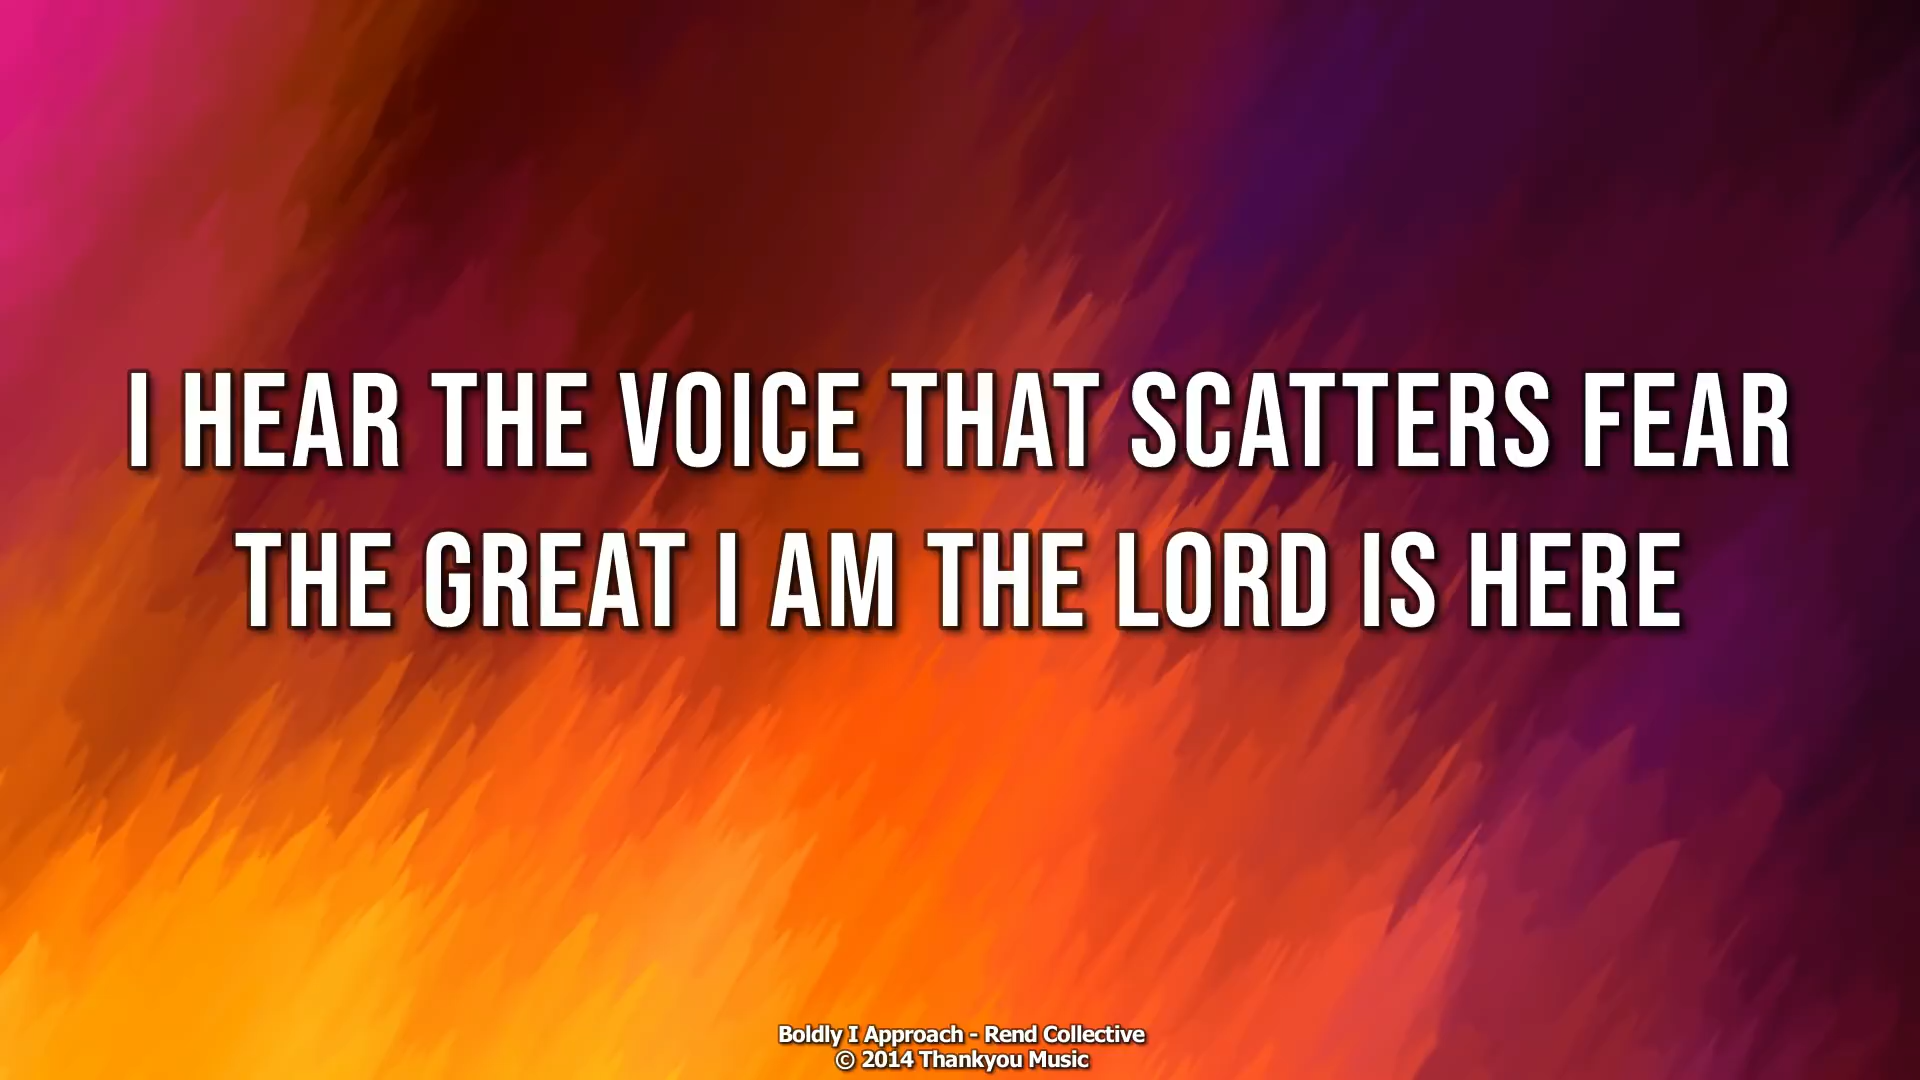 I HEAR THE VOICE THAT SCATTERS FEAR
THE GREAT I AM THE LORD IS HERE
Boldly I Approach - Rend Collective
© 2014 Thankyou Music